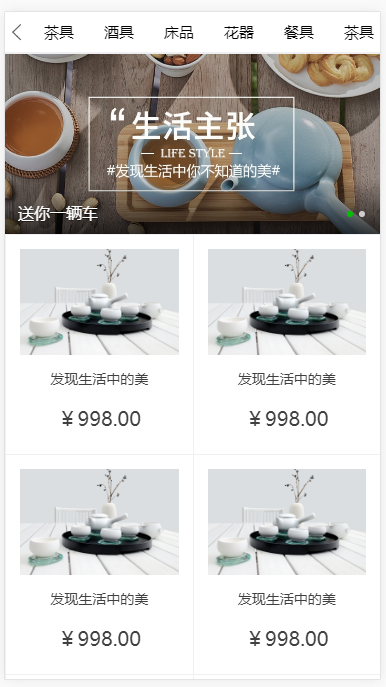 茶具 酒具 床品 花器 餐具 茶具
“生活主张
LIFE STYLE
#发现生活中你不知道的美#
送你一辆车
发现生活中的美 发现生活中的美
￥998.00 ￥998.00
发现生活中的美 发现生活中的美
￥998.00 ￥998.00